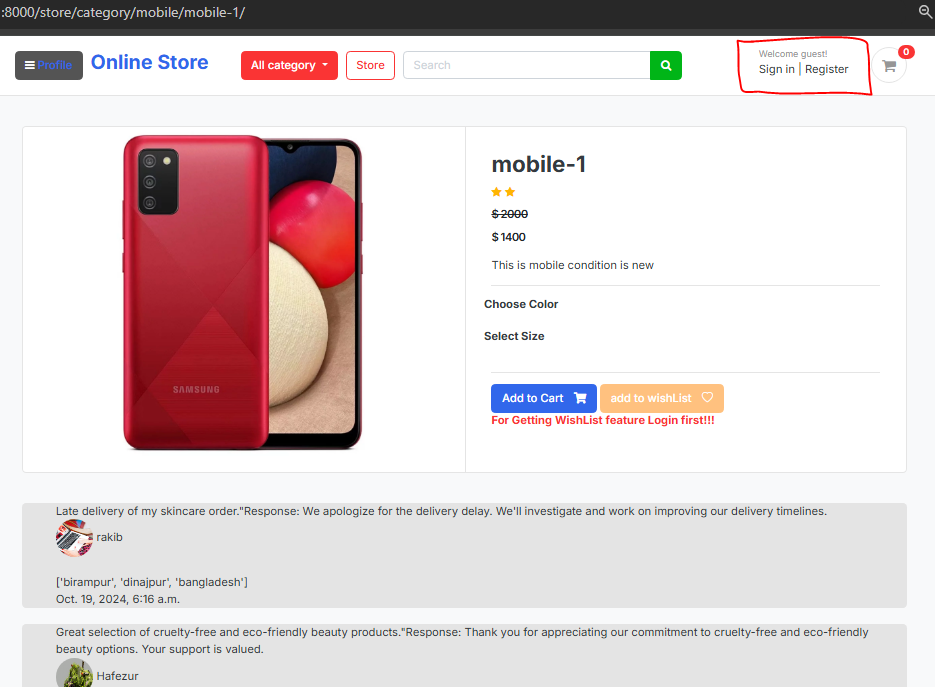 :8000/store/category/mobile/mobile-1/
Profile
Online Store
All category
Store
Search
Welcome guest!
Sign in | Register
0
mobile-1
$ 2000
$ 1400
This is mobile condition is new
Choose Color
Select Size
SAMSUNG
Add to Cart
add to wishList
For Getting WishList feature Login first!!!
Late delivery of my skincare order."Response: We apologize for the delivery delay. We'll investigate and work on improving our delivery timelines.
rakib
['birampur', 'dinajpur', 'bangladesh']
Oct. 19, 2024, 6:16 a.m.
Great selection of cruelty-free and eco-friendly beauty products."Response: Thank you for appreciating our commitment to cruelty-free and eco-friendly
beauty options. Your support is valued.
Hafezur